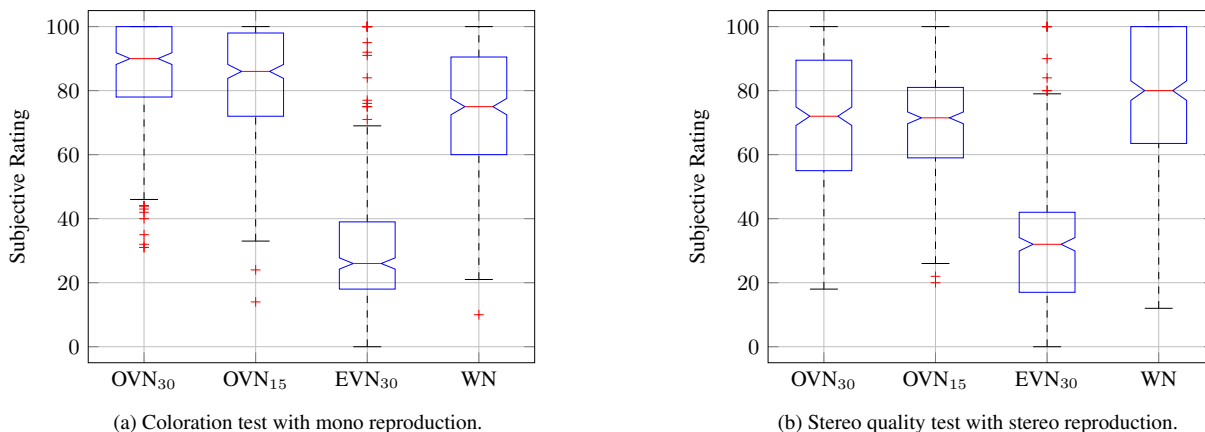 100
80
60
40
20
0
Subjective Rating
OVN₃₀ OVN₁₅ EVN₃₀ WN
(a) Coloration test with mono reproduction.
100
80
60
40
20
0
Subjective Rating
OVN₃₀ OVN₁₅ EVN₃₀ WN
(b) Stereo quality test with stereo reproduction.